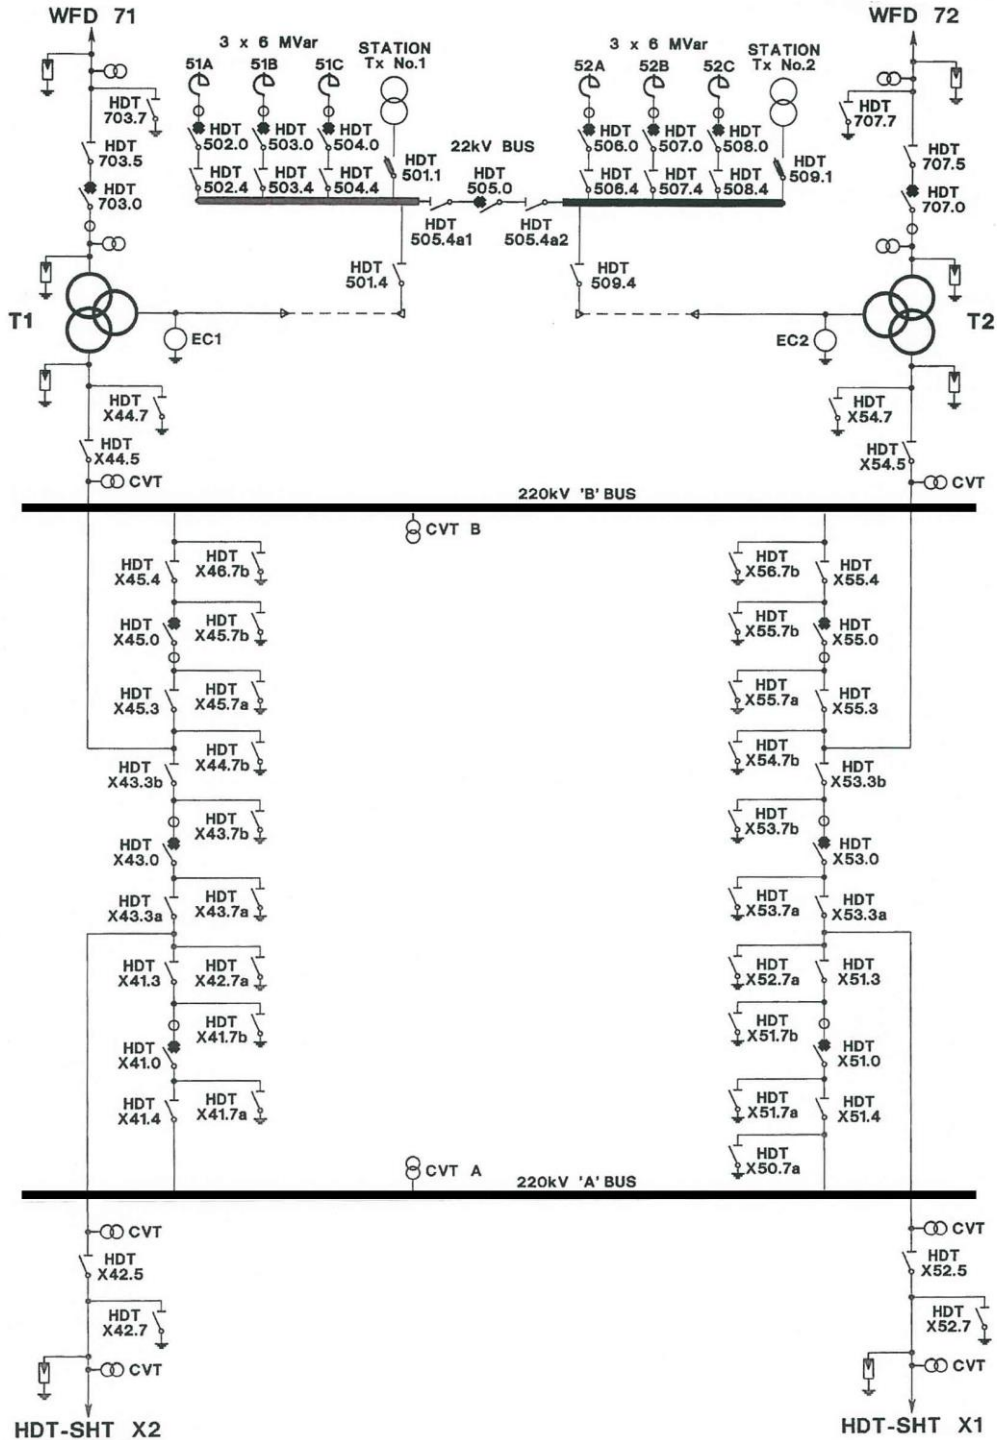 WFD 71
WFD 72
3 x 6 MVar
51A
51B
51C
STATION
Tx No.1
3 x 6 MVar
52A
52B
52C
STATION
Tx No.2
HDT
703.7
HDT
703.5
HDT
703.0
HDT
502.0
HDT
503.0
HDT
504.0
HDT
502.4
HDT
503.4
HDT
504.4
HDT
501.1
22kV BUS
HDT
505.0
HDT
505.4a1
HDT
505.4a2
HDT
506.0
HDT
507.0
HDT
508.0
HDT
506.4
HDT
507.4
HDT
508.4
HDT
509.1
HDT
707.7
HDT
707.5
HDT
707.0
HDT
501.4
HDT
509.4
T1
EC1
EC2
T2
HDT
X44.7
HDT
X44.5
CVT
HDT
X54.7
HDT
X54.5
CVT
220kV 'B' BUS
CVT B
HDT
X45.4
HDT
X46.7b
HDT
X45.0
HDT
X45.7b
HDT
X45.3
HDT
X45.7a
HDT
X43.3b
HDT
X44.7b
HDT
X43.0
HDT
X43.7b
HDT
X43.3a
HDT
X43.7a
HDT
X41.3
HDT
X42.7a
HDT
X41.0
HDT
X41.7b
HDT
X41.4
HDT
X41.7a
HDT
X56.7b
HDT
X55.4
HDT
X55.7b
HDT
X55.0
HDT
X55.7a
HDT
X55.3
HDT
X54.7b
HDT
X53.3b
HDT
X53.7b
HDT
X53.0
HDT
X53.7a
HDT
X53.3a
HDT
X52.7a
HDT
X51.3
HDT
X51.7b
HDT
X51.0
HDT
X51.7a
HDT
X51.4
HDT
X50.7a
CVT A
220kV 'A' BUS
CVT
HDT
X42.5
HDT
X42.7
CVT
HDT-SHT X2
CVT
HDT
X52.5
HDT
X52.7
CVT
HDT-SHT X1